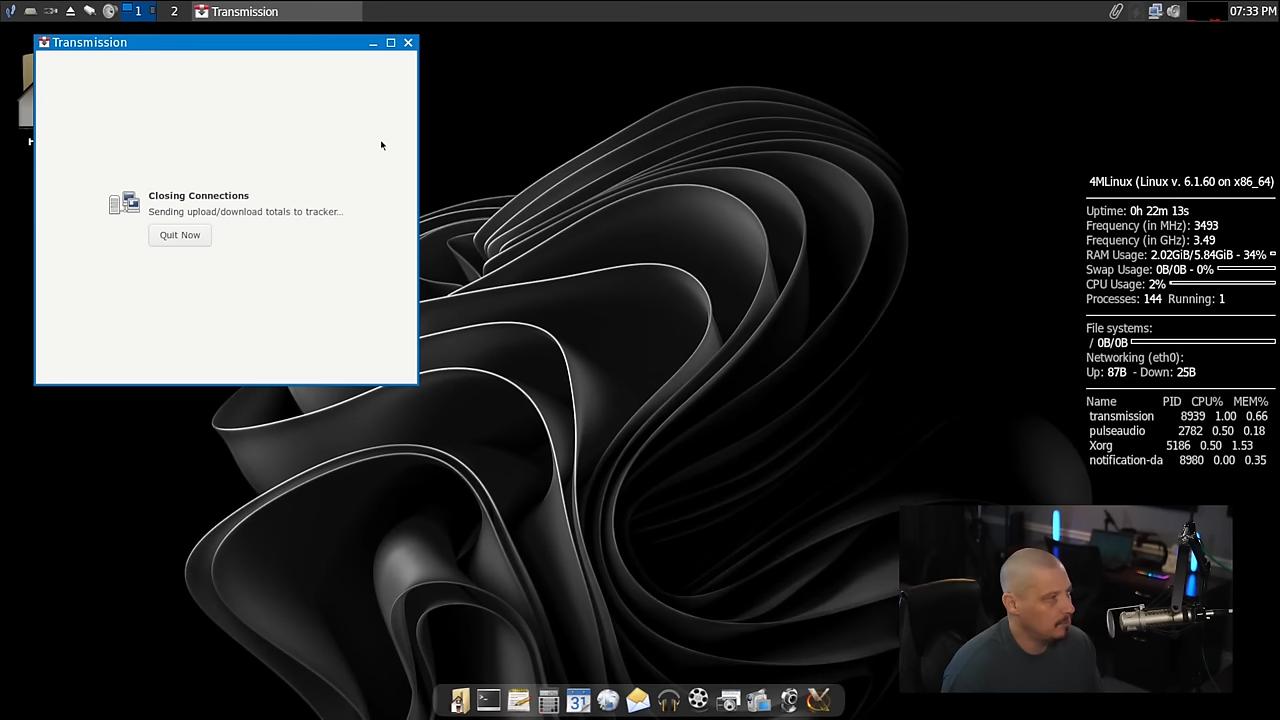 1
2
Transmission
07:33 PM
Transmission
Closing Connections
Sending upload/download totals to tracker...
Quit Now
H
4MLinux (Linux v. 6.1.60 on x86_64)
Uptime: 0h 22m 13s
Frequency (in MHz): 3493
Frequency (in GHz): 3.49
RAM Usage: 2.02GiB/5.84GiB - 34%
Swap Usage: 0B/0B - 0%
CPU Usage: 2%
Processes: 144 Running: 1
File systems:
/ 0B/0B
Networking (eth0):
Up: 87B - Down: 25B
Name PID CPU% MEM%
transmission 8939 1.00 0.66
pulseaudio 2782 0.50 0.18
Xorg 5186 0.50 1.53
notification-da 8980 0.00 0.35
31